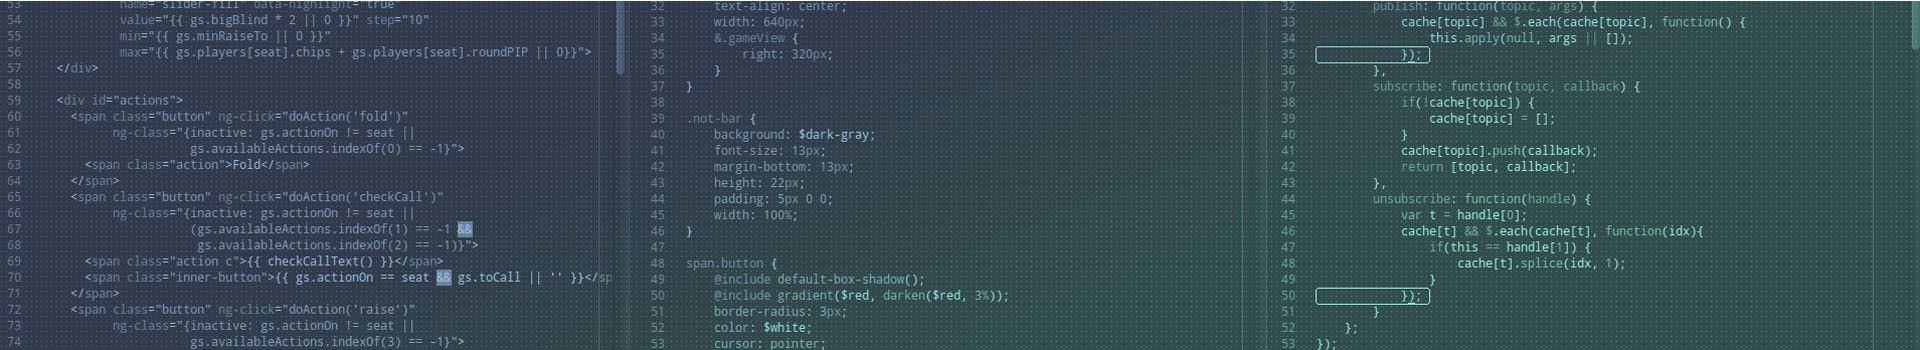 53 name="slider-fill" data-highlight="true"
54 value="{{ gs.bigBlind * 2 || 0 }}" step="10"
55 min="{{ gs.minRaiseTo || 0 }}"
56 max="{{ gs.players[seat].chips + gs.players[seat].roundPIP || 0}}">
57 </div>
58
59 <div id="actions">
60 <span class="button" ng-click="doAction('fold')"
61 ng-class="{inactive: gs.actionOn != seat ||
62 gs.availableActions.indexOf(0) == -1}">
63 <span class="action">Fold</span>
64 </span>
65 <span class="button" ng-click="doAction('checkCall')"
66 ng-class="{inactive: gs.actionOn != seat ||
67 (gs.availableActions.indexOf(1) == -1 &&
68 gs.availableActions.indexOf(2) == -1)}">
69 <span class="action c">{{ checkCallText() }}</span>
70 <span class="inner-button">{{ gs.actionOn == seat && gs.toCall || '' }}</sp
71 </span>
72 <span class="button" ng-click="doAction('raise')"
73 ng-class="{inactive: gs.actionOn != seat ||
74 gs.availableActions.indexOf(3) == -1}">
32 text-align: center;
33 width: 640px;
34 &.gameView {
35 right: 320px;
36 }
37 }
38
39 .not-bar {
40 background: $dark-gray;
41 font-size: 13px;
42 margin-bottom: 13px;
43 height: 22px;
44 padding: 5px 0 0;
45 width: 100%;
46 }
47
48 span.button {
49 @include default-box-shadow();
50 @include gradient($red, darken($red, 3%));
51 border-radius: 3px;
52 color: $white;
53 cursor: pointer;
32 publish: function(topic, args) {
33 cache[topic] && $.each(cache[topic], function() {
34 this.apply(null, args || []);
35 });
36 },
37 subscribe: function(topic, callback) {
38 if(!cache[topic]) {
39 cache[topic] = [];
40 }
41 cache[topic].push(callback);
42 return [topic, callback];
43 },
44 unsubscribe: function(handle) {
45 var t = handle[0];
46 cache[t] && $.each(cache[t], function(idx){
47 if(this == handle[1]) {
48 cache[t].splice(idx, 1);
49 }
50 });
51 }
52 };
53 });